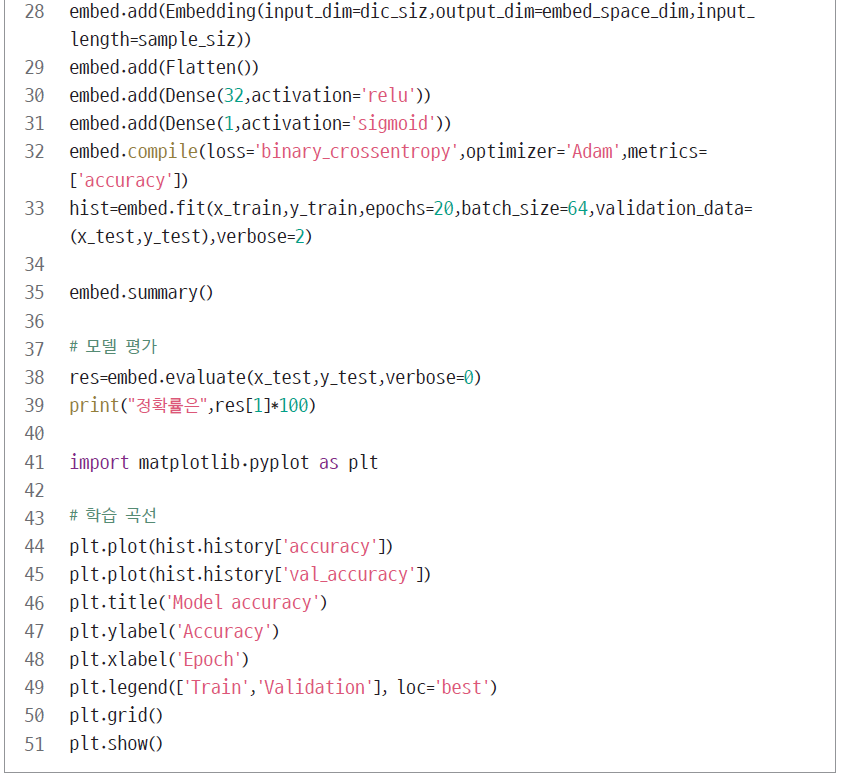 28 embed.add(Embedding(input_dim=dic_siz,output_dim=embed_space_dim,input_
length=sample_siz))
29 embed.add(Flatten())
30 embed.add(Dense(32,activation='relu'))
31 embed.add(Dense(1,activation='sigmoid'))
32 embed.compile(loss='binary_crossentropy',optimizer='Adam',metrics=
['accuracy'])
33 hist=embed.fit(x_train,y_train,epochs=20,batch_size=64,validation_data=
(x_test,y_test),verbose=2)
34
35 embed.summary()
36
37 # 모델 평가
38 res=embed.evaluate(x_test,y_test,verbose=0)
39 print("정확률은",res[1]*100)
40
41 import matplotlib.pyplot as plt
42
43 # 학습 곡선
44 plt.plot(hist.history['accuracy'])
45 plt.plot(hist.history['val_accuracy'])
46 plt.title('Model accuracy')
47 plt.ylabel('Accuracy')
48 plt.xlabel('Epoch')
49 plt.legend(['Train','Validation'], loc='best')
50 plt.grid()
51 plt.show()